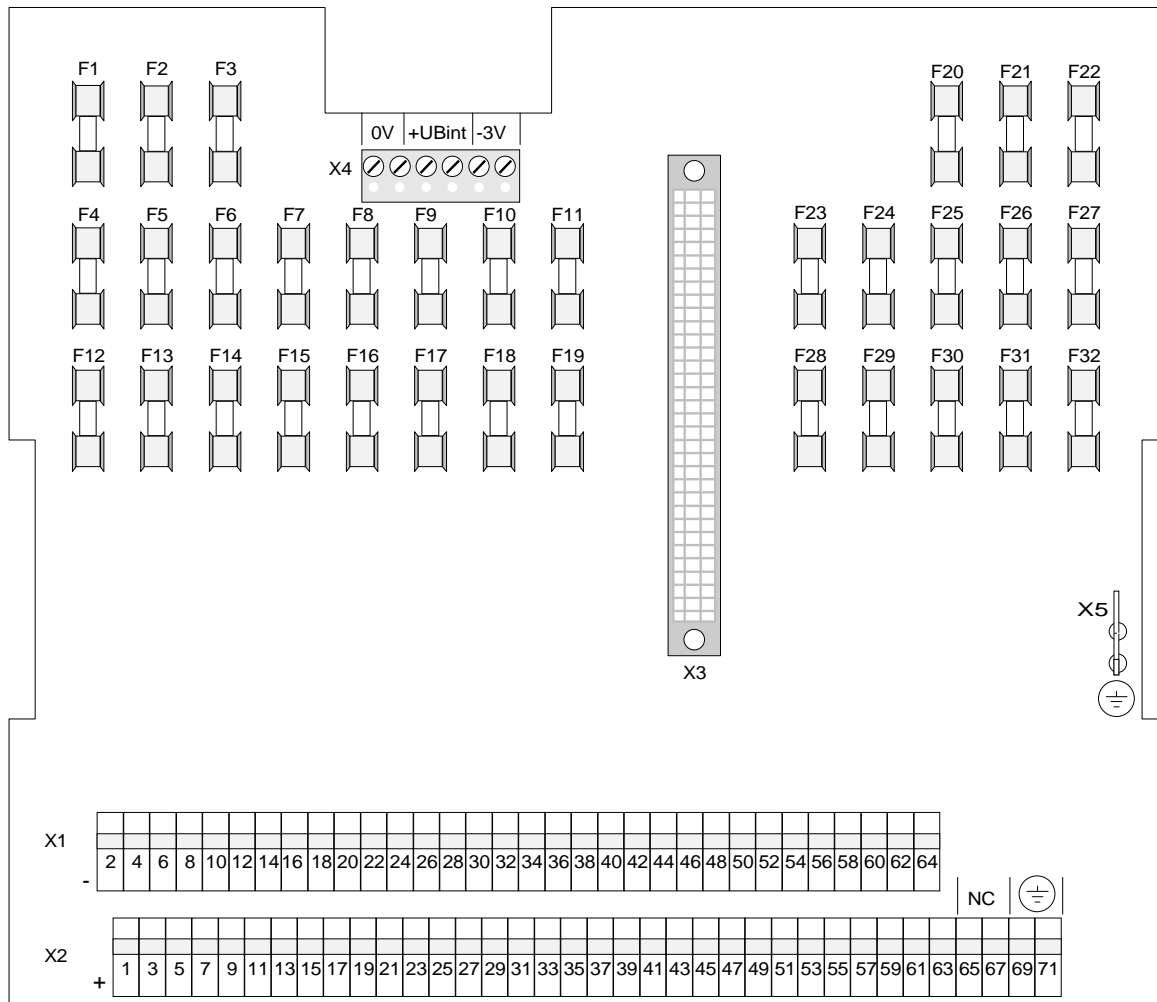 F1 F2 F3 F20 F21 F22
0V +UBint -3V
X4
F4 F5 F6 F7 F8 F9 F10 F11 F23 F24 F25 F26 F27
F12 F13 F14 F15 F16 F17 F18 F19 F28 F29 F30 F31 F32
X5
X3
X1
2 4 6 8 10 12 14 16 18 20 22 24 26 28 30 32 34 36 38 40 42 44 46 48 50 52 54 56 58 60 62 64
-
NC
X2
1 3 5 7 9 11 13 15 17 19 21 23 25 27 29 31 33 35 37 39 41 43 45 47 49 51 53 55 57 59 61 63 65 67 69 71
+